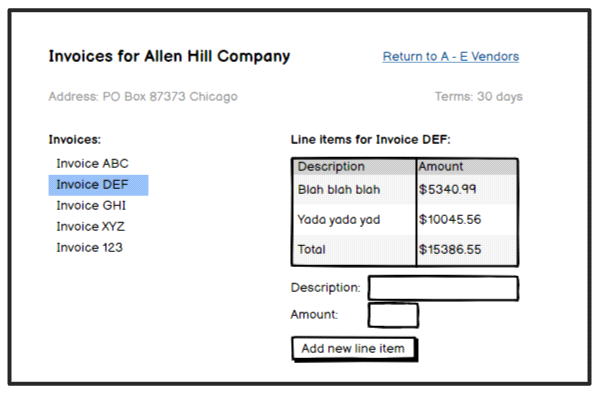 Invoices for Allen Hill Company
Return to A - E Vendors
Address: PO Box 87373 Chicago
Terms: 30 days
Invoices:
Invoice ABC
Invoice DEF
Invoice GHI
Invoice XYZ
Invoice 123
Line items for Invoice DEF:
Description Amount
Blah blah blah $5340.99
Yada yada yad $10045.56
Total $15386.55
Description:
Amount:
Add new line item